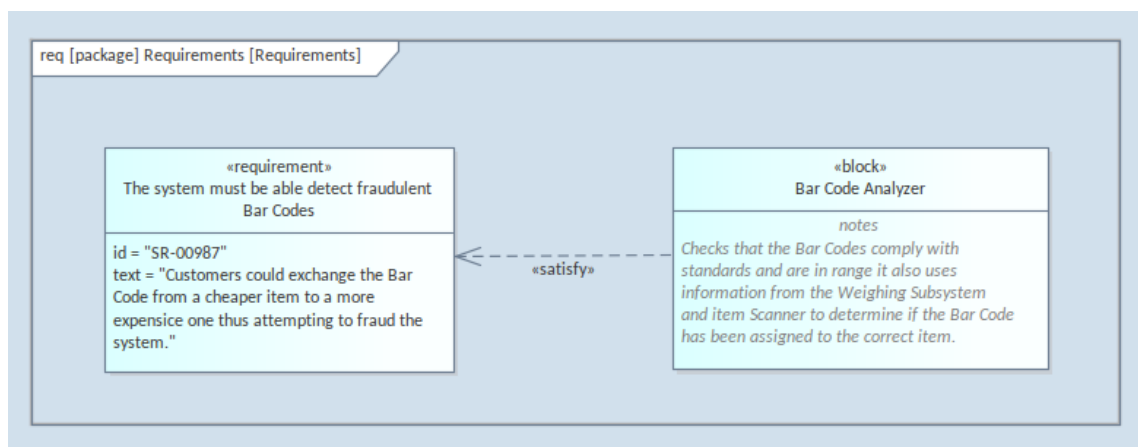 req [package] Requirements [Requirements]
«requirement»
The system must be able detect fraudulent
Bar Codes
id = "SR-00987"
text = "Customers could exchange the Bar
Code from a cheaper item to a more
expensice one thus attempting to fraud the
system."
«satisfy»
«block»
Bar Code Analyzer
notes
Checks that the Bar Codes comply with
standards and are in range it also uses
information from the Weighing Subsystem
and item Scanner to determine if the Bar Code
has been assigned to the correct item.